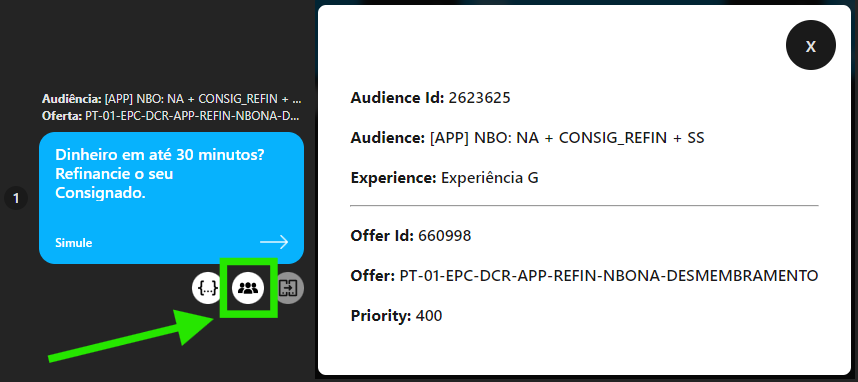 Audiência: [APP] NBO: NA + CONSIG_REFIN + ...
Oferta: PT-01-EPC-DCR-APP-REFIN-NBONA-D...
1
Dinheiro em até 30 minutos?
Refinancie o seu
Consignado.
Simule
{...}
X
Audience Id: 2623625
Audience: [APP] NBO: NA + CONSIG_REFIN + SS
Experience: Experiência G
Offer Id: 660998
Offer: PT-01-EPC-DCR-APP-REFIN-NBONA-DESMEMBRAMENTO
Priority: 400